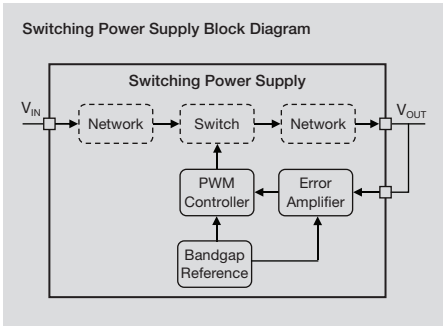 Switching Power Supply Block Diagram
Switching Power Supply
VIN
Network
Switch
Network
VOUT
PWM
Controller
Error
Amplifier
Bandgap
Reference